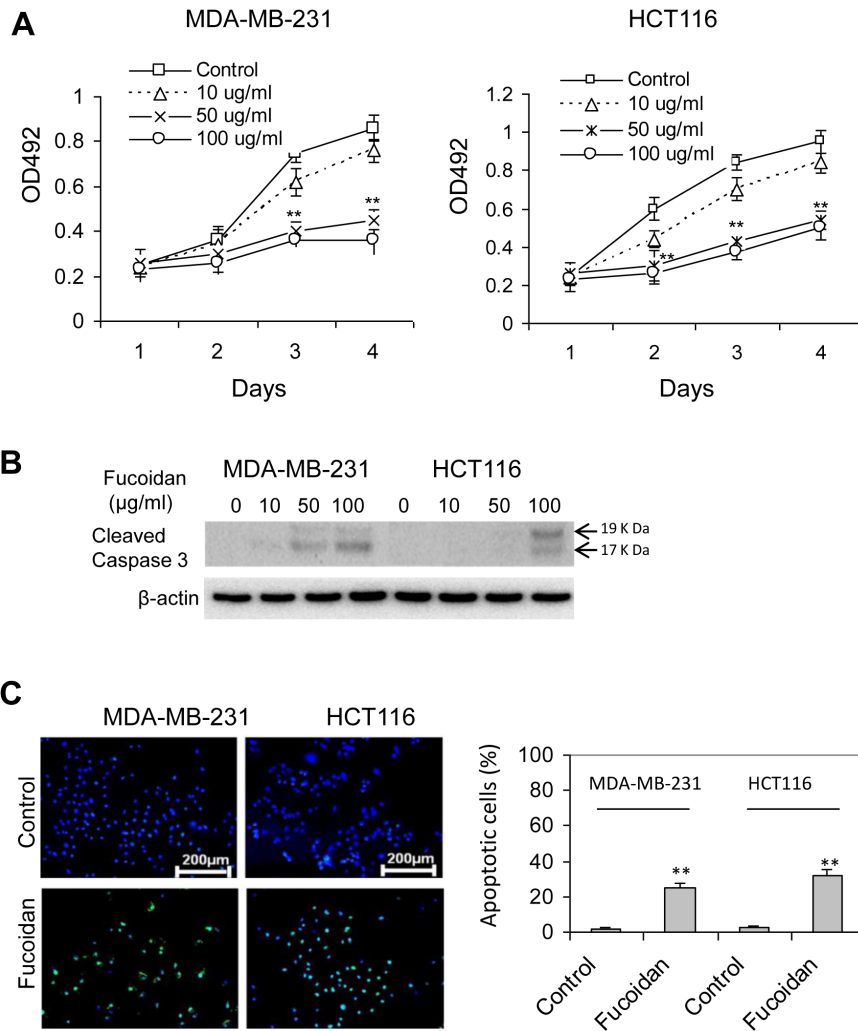 A
MDA-MB-231
HCT116
Control
10 ug/ml
50 ug/ml
100 ug/ml
OD492
1
0.8
0.6
0.4
0.2
0
**
**
1 2 3 4
Days
Control
10 ug/ml
50 ug/ml
100 ug/ml
OD492
1.2
1
0.8
0.6
0.4
0.2
0
**
**
**
1 2 3 4
Days
B
Fucoidan
(µg/ml)
MDA-MB-231
HCT116
0 10 50 100 0 10 50 100
Cleaved
Caspase 3
19 K Da
17 K Da
β-actin
C
MDA-MB-231
HCT116
Control
200µm
200µm
Fucoidan
Apoptotic cells (%)
100
80
60
40
20
0
MDA-MB-231
HCT116
**
**
Control
Fucoidan
Control
Fucoidan